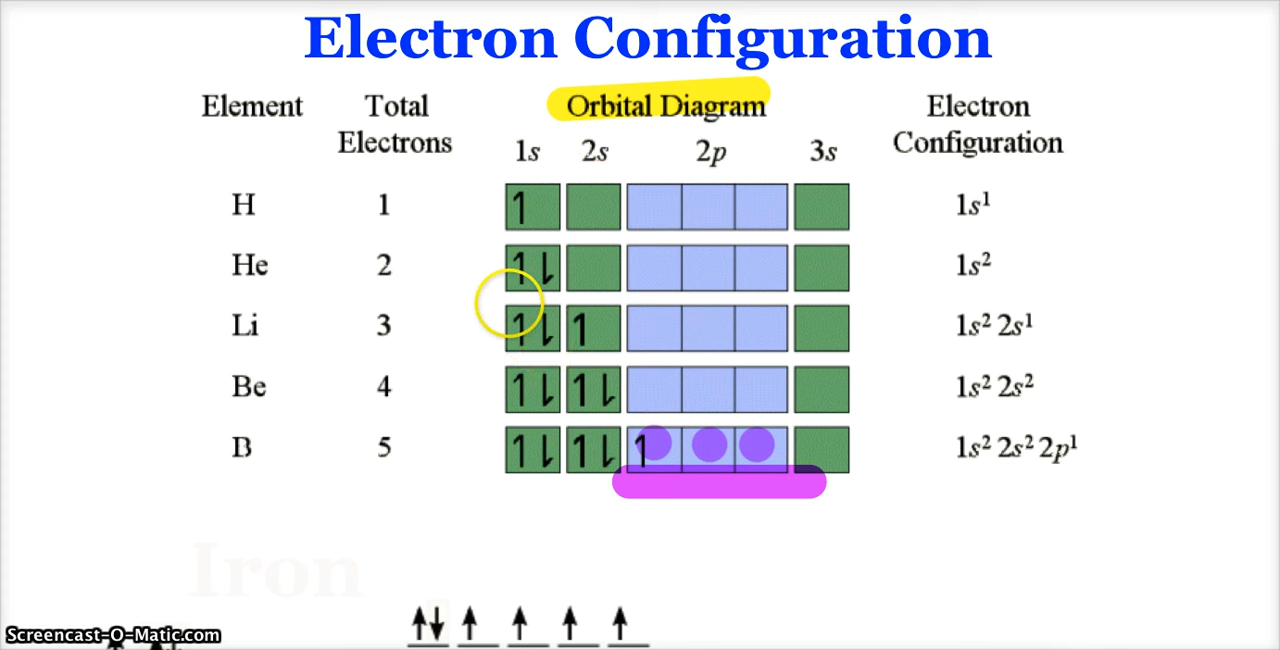 Electron Configuration
Element Total Electrons Orbital Diagram Electron Configuration
1s 2s 2p 3s
H 1 1s¹
He 2 1s²
Li 3 1s² 2s¹
Be 4 1s² 2s²
B 5 1s² 2s² 2p¹
Iron
Screencast-O-Matic.com